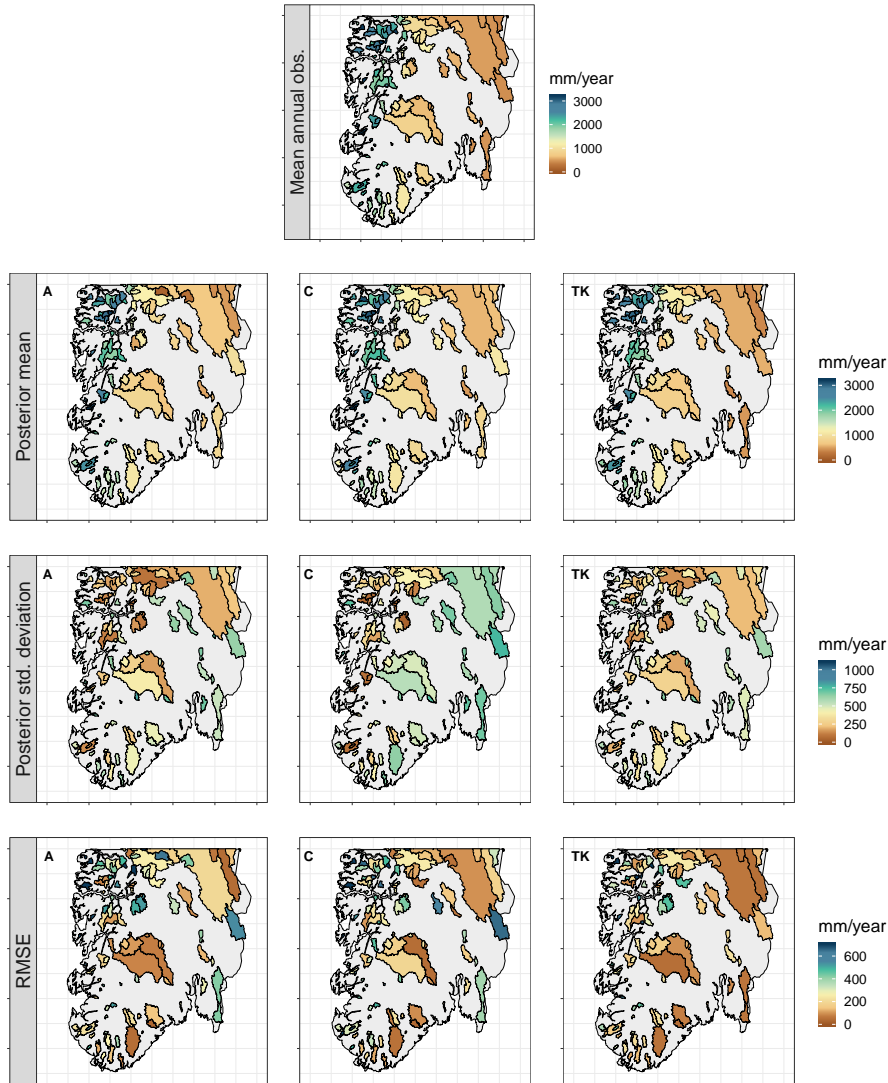 Mean annual obs.
mm/year
3000
2000
1000
0
Posterior mean
A
C
TK
mm/year
3000
2000
1000
0
Posterior std. deviation
A
C
TK
mm/year
1000
750
500
250
0
RMSE
A
C
TK
mm/year
600
400
200
0